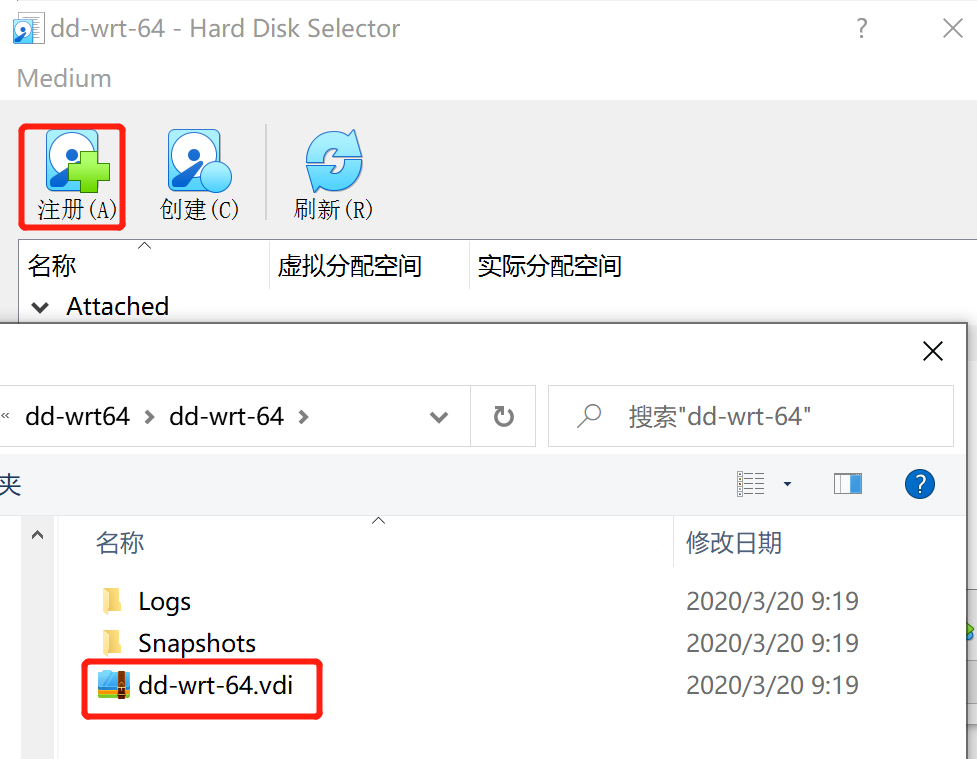 dd-wrt-64 - Hard Disk Selector ?
Medium
注册(A) 创建(C) 刷新(R)
名称 虚拟分配空间 实际分配空间
Attached
« dd-wrt64 dd-wrt-64 搜索"dd-wrt-64"
夹 ?
名称 修改日期
Logs 2020/3/20 9:19
Snapshots 2020/3/20 9:19
dd-wrt-64.vdi 2020/3/20 9:19